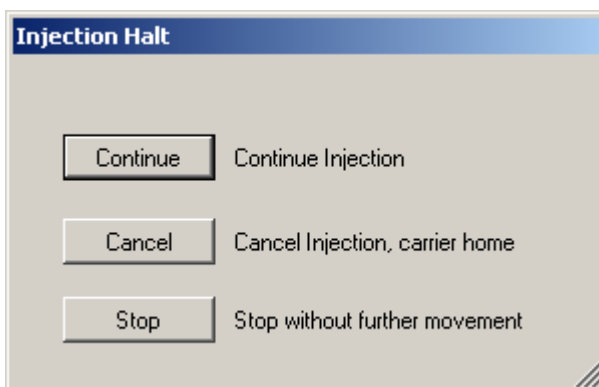 Injection Halt
Continue Continue Injection
Cancel Cancel Injection, carrier home
Stop Stop without further movement